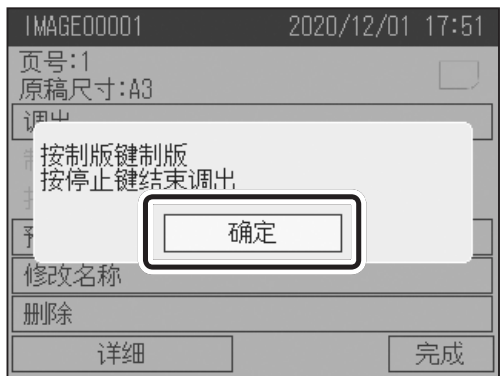 IMAGE00001 2020/12/01 17:51
页号:1
原稿尺寸:A3
调出
按制版键制版
按停止键结束调出
确定
修改名称
删除
详细 完成